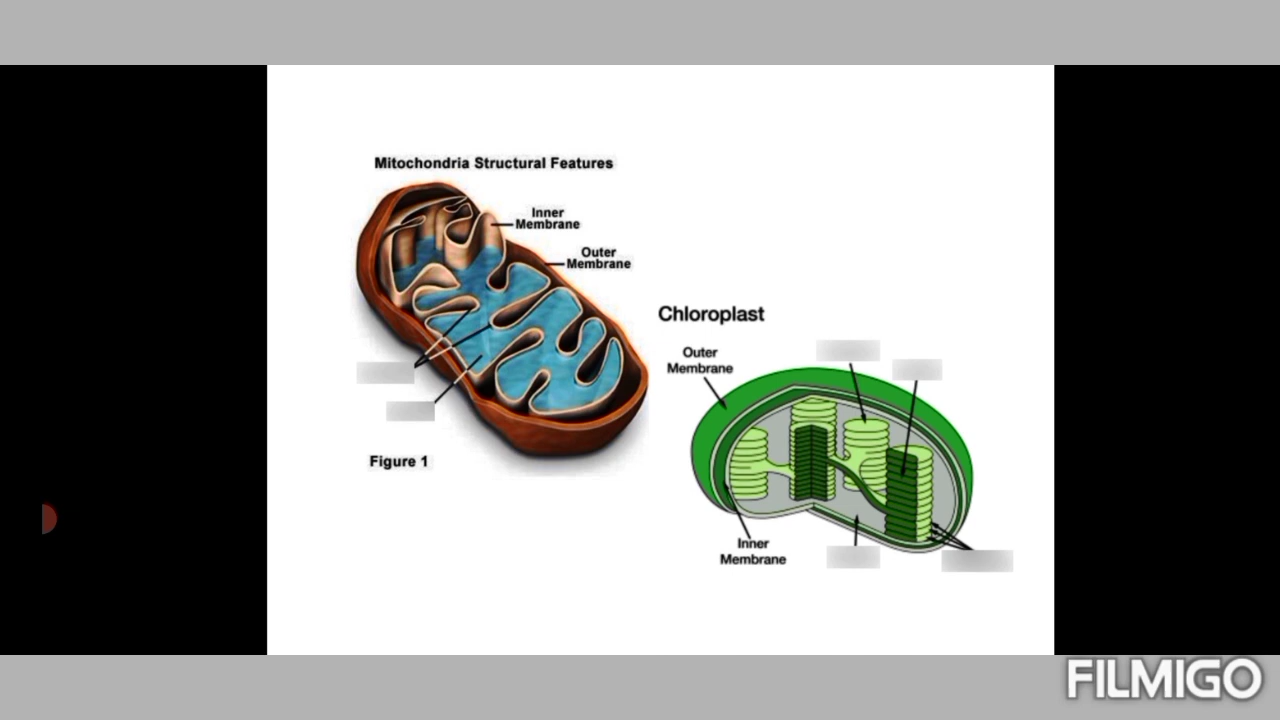 Mitochondria Structural Features
Inner
Membrane
Outer
Membrane
Figure 1
Chloroplast
Outer
Membrane
Inner
Membrane
FILMIGO